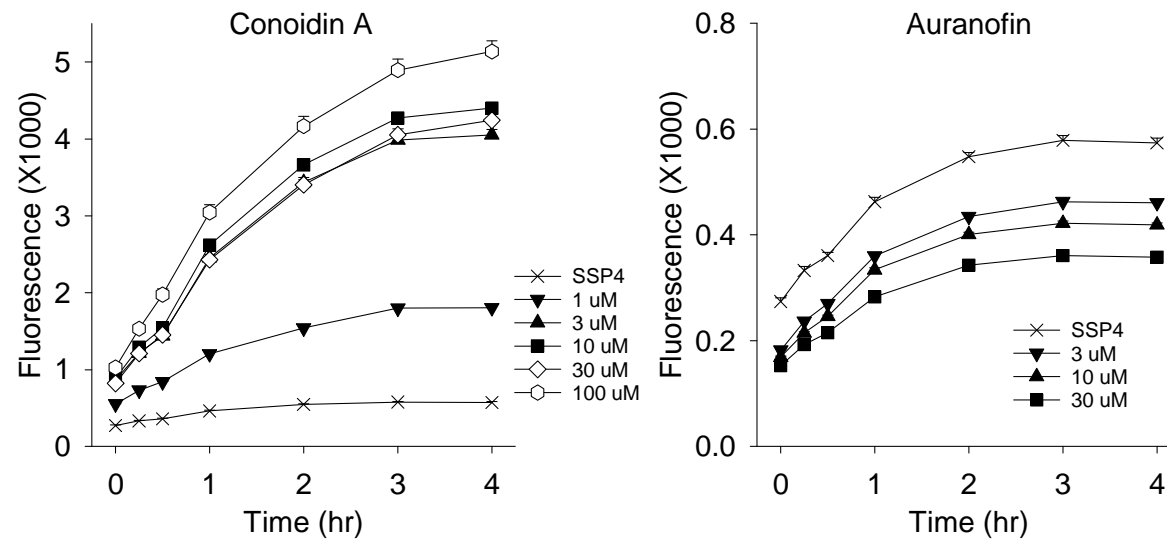 Conoidin A
Fluorescence (X1000)
5
4
3
2
1
0
0 1 2 3 4
Time (hr)
SSP4
1 uM
3 uM
10 uM
30 uM
100 uM
Auranofin
Fluorescence (X1000)
0.8
0.6
0.4
0.2
0.0
0 1 2 3 4
Time (hr)
SSP4
3 uM
10 uM
30 uM